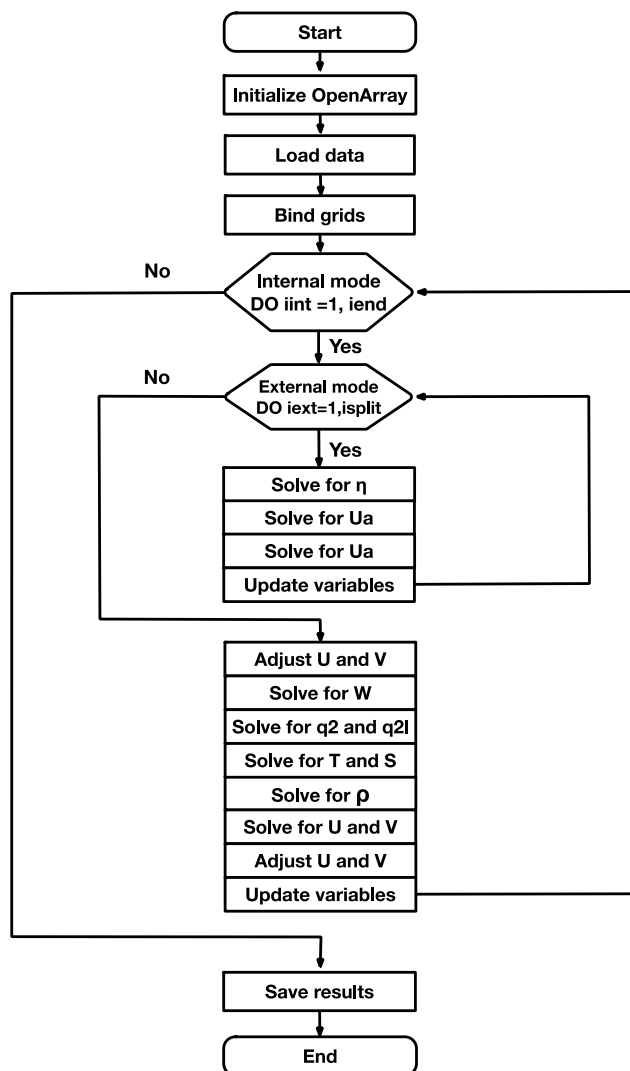 Start
Initialize OpenArray
Load data
Bind grids
No
Internal mode
DO iint =1, iend
Yes
No
External mode
DO iext=1,isplit
Yes
Solve for η
Solve for Ua
Solve for Ua
Update variables
Adjust U and V
Solve for W
Solve for q2 and q2l
Solve for T and S
Solve for ρ
Solve for U and V
Adjust U and V
Update variables
Save results
End